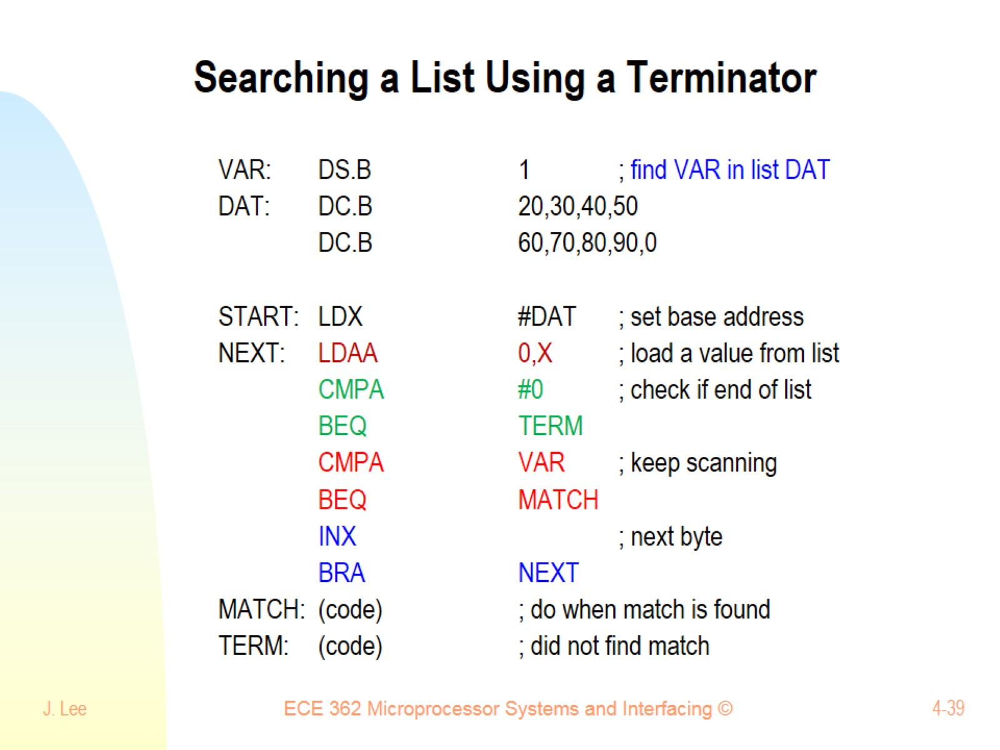 Searching a List Using a Terminator
VAR: DS.B 1 ; find VAR in list DAT
DAT: DC.B 20,30,40,50
DC.B 60,70,80,90,0
START: LDX #DAT ; set base address
NEXT: LDAA 0,X ; load a value from list
CMPA #0 ; check if end of list
BEQ TERM
CMPA VAR ; keep scanning
BEQ MATCH
INX ; next byte
BRA NEXT
MATCH: (code) ; do when match is found
TERM: (code) ; did not find match
J. Lee ECE 362 Microprocessor Systems and Interfacing © 4-39